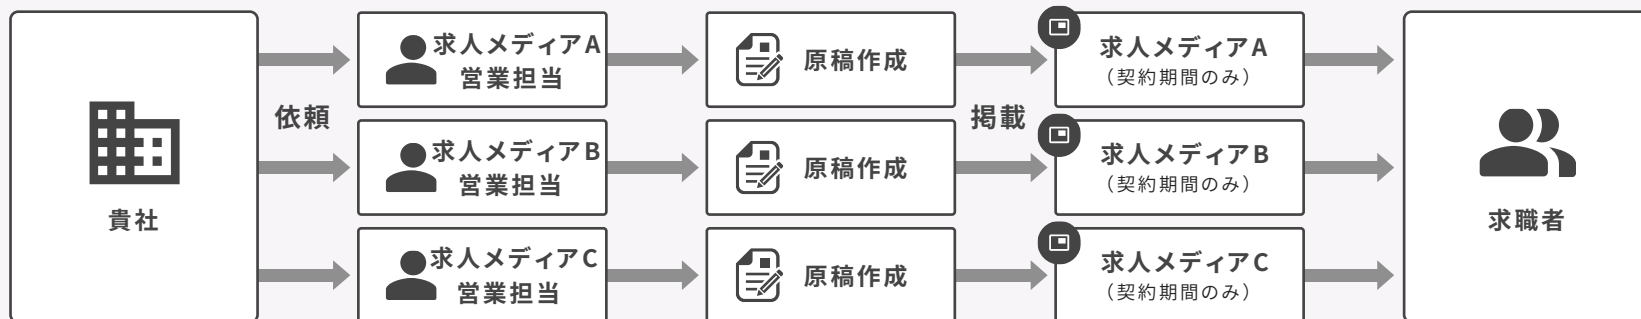 貴社
依頼
求人メディアA
営業担当
原稿作成
求人メディアA
（契約期間のみ）
求人メディアB
営業担当
原稿作成
掲載
求人メディアB
（契約期間のみ）
求人メディアC
営業担当
原稿作成
求人メディアC
（契約期間のみ）
求職者